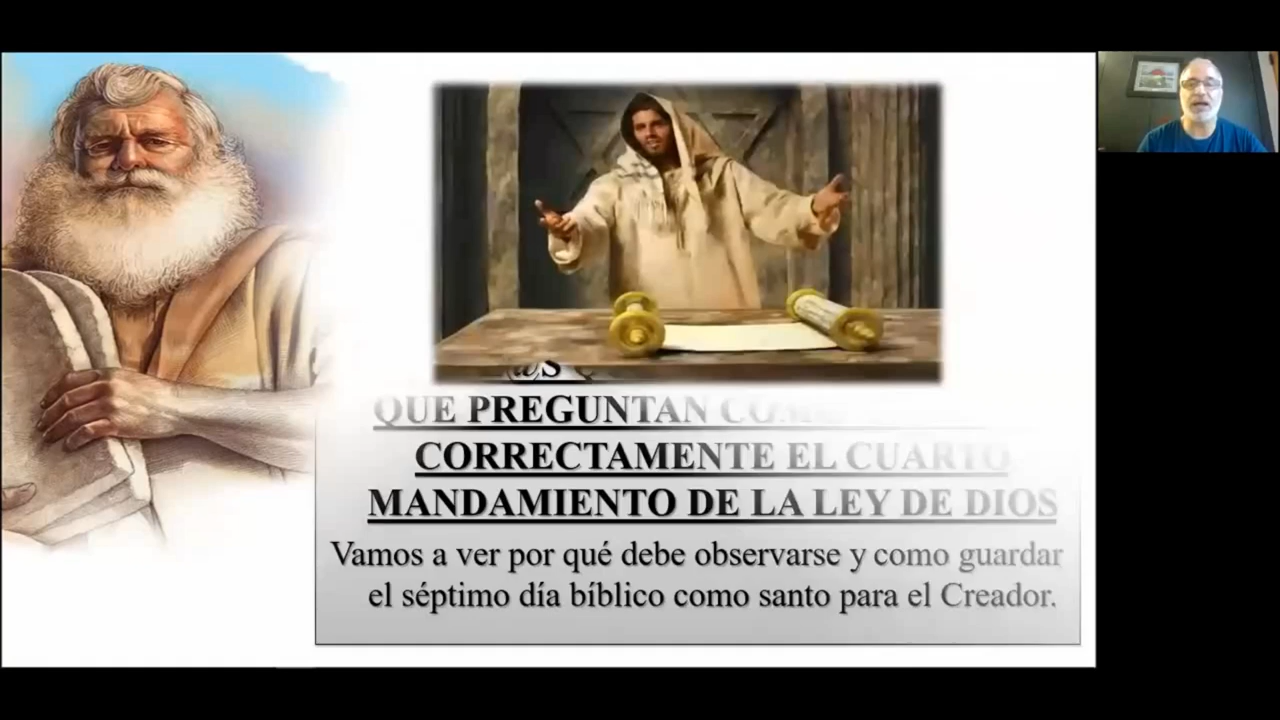 QUE PREGUNTAN
CORRECTAMENTE EL CUARTO
MANDAMIENTO DE LA LEY DE DIOS
Vamos a ver por qué debe observarse y como guardar
el séptimo día bíblico como santo para el Creador.